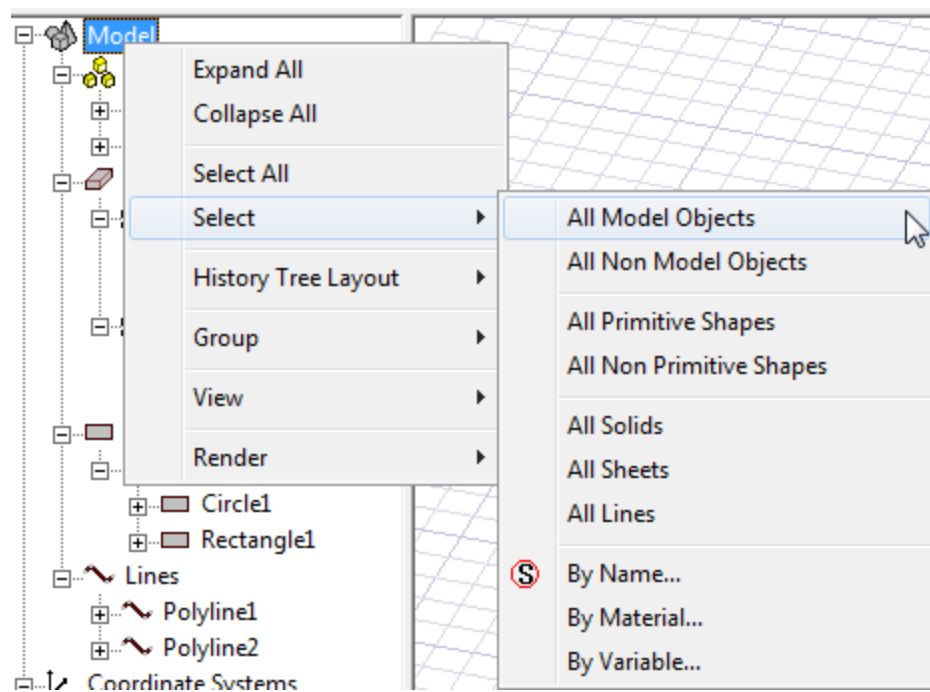 Model
Expand All
Collapse All
Select All
Select
History Tree Layout
Group
View
Render
All Model Objects
All Non Model Objects
All Primitive Shapes
All Non Primitive Shapes
All Solids
All Sheets
All Lines
S By Name...
By Material...
By Variable...
Circle1
Rectangle1
Lines
Polyline1
Polyline2
Coordinate Systems